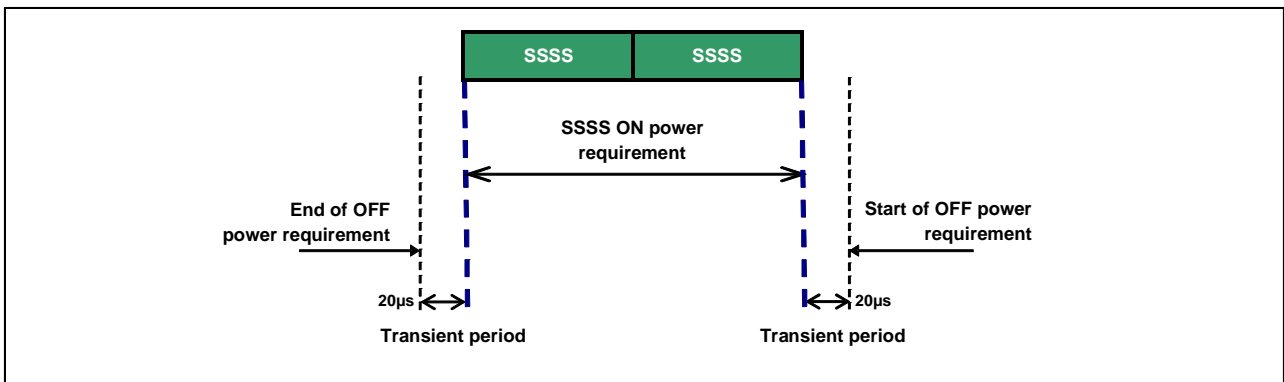 SSSS SSSS
SSSS ON power
requirement
End of OFF
power requirement
Start of OFF power
requirement
20µs
20µs
Transient period
Transient period